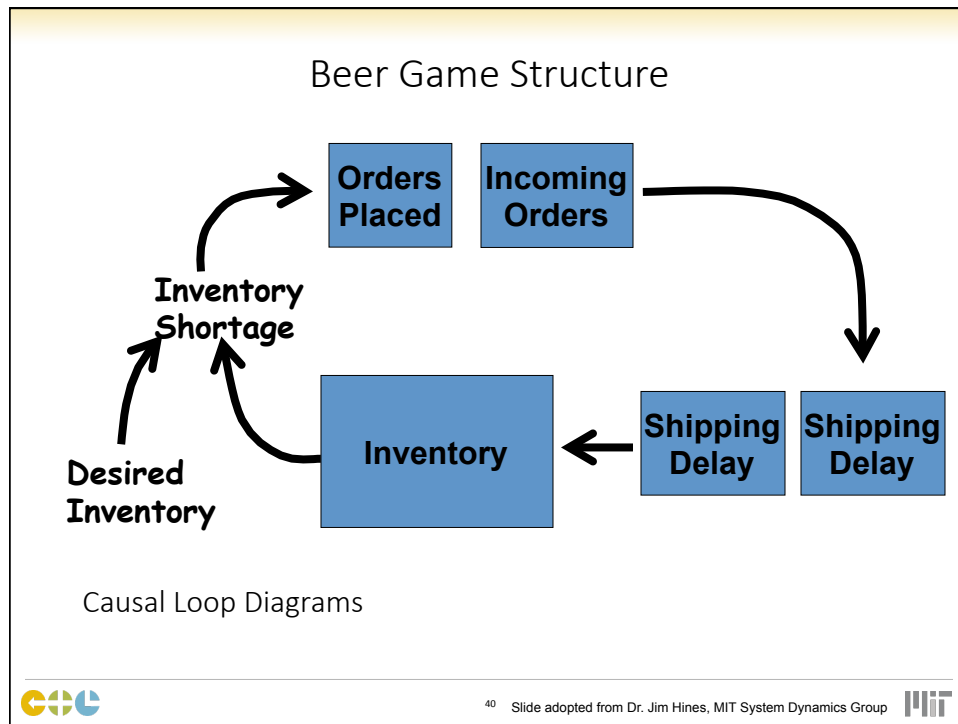 Beer Game Structure
Orders
Placed
Incoming
Orders
Inventory
Shortage
Desired
Inventory
Inventory
Shipping
Delay
Shipping
Delay
Causal Loop Diagrams
40 Slide adopted from Dr. Jim Hines, MIT System Dynamics Group